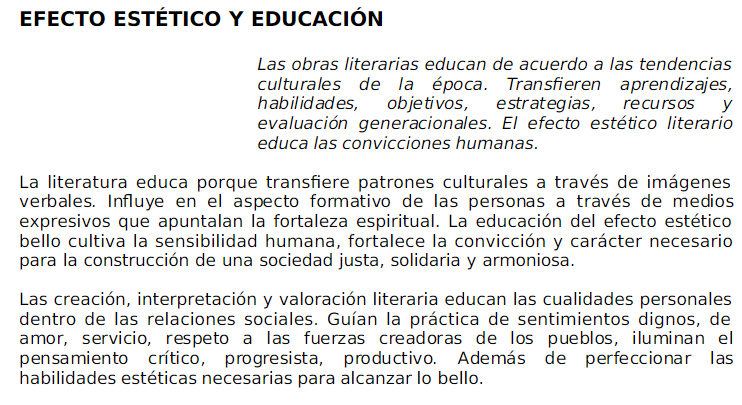 EFECTO ESTÉTICO Y EDUCACIÓN
Las obras literarias educan de acuerdo a las tendencias
culturales de la época. Transfieren aprendizajes,
habilidades, objetivos, estrategias, recursos y
evaluación generacionales. El efecto estético literario
educa las convicciones humanas.
La literatura educa porque transfiere patrones culturales a través de imágenes
verbales. Influye en el aspecto formativo de las personas a través de medios
expresivos que apuntalan la fortaleza espiritual. La educación del efecto estético
bello cultiva la sensibilidad humana, fortalece la convicción y carácter necesario
para la construcción de una sociedad justa, solidaria y armoniosa.
Las creación, interpretación y valoración literaria educan las cualidades personales
dentro de las relaciones sociales. Guían la práctica de sentimientos dignos, de
amor, servicio, respeto a las fuerzas creadoras de los pueblos, iluminan el
pensamiento crítico, progresista, productivo. Además de perfeccionar las
habilidades estéticas necesarias para alcanzar lo bello.